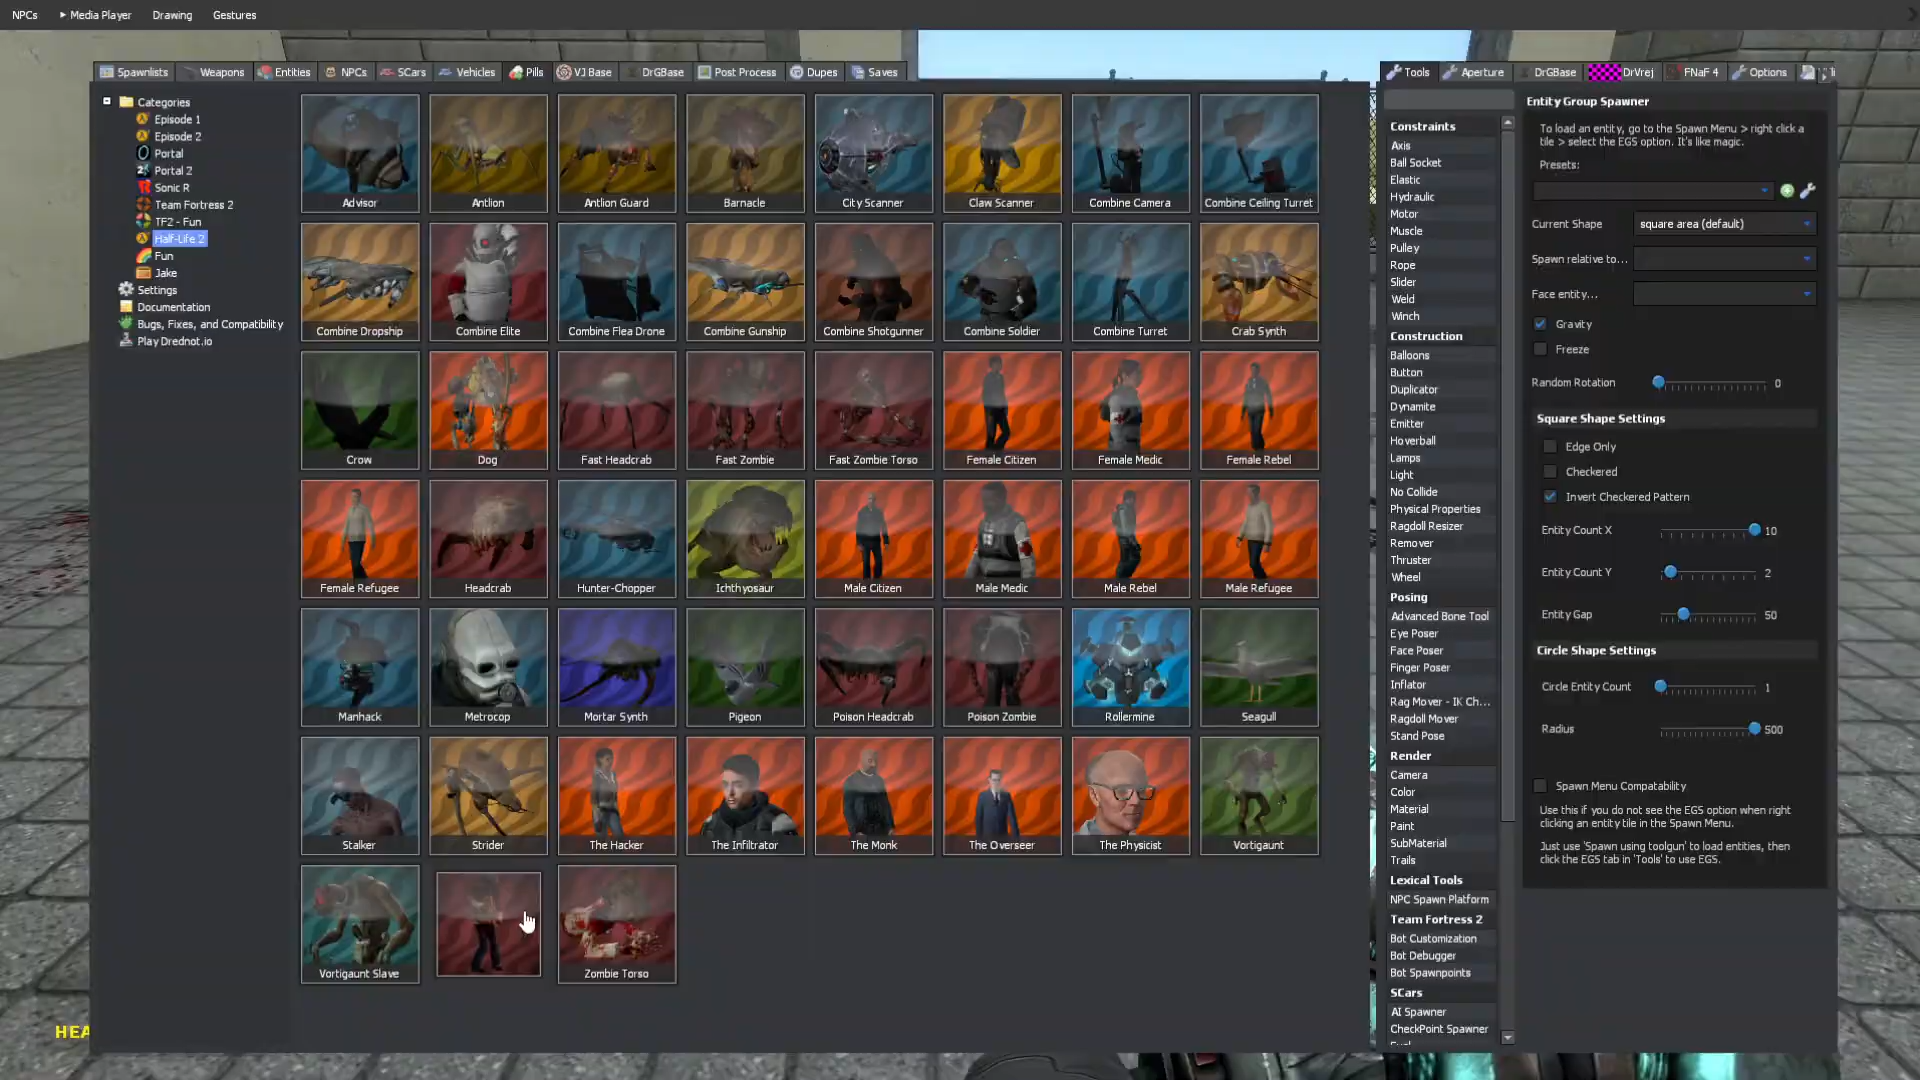 NPCs
Media Player
Drawing
Gestures
Spawnlists
Weapons
Entities
NPCs
SCars
Vehicles
Pills
VJ Base
DrGBase
Post Process
Dupes
Saves
Categories
Episode 1
Episode 2
Portal
Portal 2
Sonic R
Team Fortress 2
TF2 - Fun
Half-Life 2
Fun
Jake
Settings
Documentation
Bugs, Fixes, and Compatibility
Play Drednot.io
Advisor
Antlion
Antlion Guard
Barnacle
City Scanner
Claw Scanner
Combine Camera
Combine Ceiling Turret
Combine Dropship
Combine Elite
Combine Flea Drone
Combine Gunship
Combine Shotgunner
Combine Soldier
Combine Turret
Crab Synth
Crow
Dog
Fast Headcrab
Fast Zombie
Fast Zombie Torso
Female Citizen
Female Medic
Female Rebel
Female Refugee
Headcrab
Hunter-Chopper
Ichthyosaur
Male Citizen
Male Medic
Male Rebel
Male Refugee
Manhack
Metrocop
Mortar Synth
Pigeon
Poison Headcrab
Poison Zombie
Rollermine
Seagull
Stalker
Strider
The Hacker
The Infiltrator
The Monk
The Overseer
The Physicist
Vortigaunt
Vortigaunt Slave
Zombie Torso
HEA
Tools
Aperture
DrGBase
DrVrej
FNaF 4
Options
Constraints
Axis
Ball Socket
Elastic
Hydraulic
Motor
Muscle
Pulley
Rope
Slider
Weld
Winch
Construction
Balloons
Button
Duplicator
Dynamite
Emitter
Hoverball
Lamps
Light
No Collide
Physical Properties
Ragdoll Resizer
Remover
Thruster
Wheel
Posing
Advanced Bone Tool
Eye Poser
Face Poser
Finger Poser
Inflator
Rag Mover - IK Ch...
Ragdoll Mover
Stand Pose
Render
Camera
Color
Material
Paint
SubMaterial
Trails
Lexical Tools
NPC Spawn Platform
Team Fortress 2
Bot Customization
Bot Debugger
Bot Spawnpoints
SCars
AI Spawner
CheckPoint Spawner
Entity Group Spawner
To load an entity, go to the Spawn Menu > right click a
tile > select the EGS option. It's like magic.
Presets:
Current Shape
square area (default)
Spawn relative to...
Face entity...
Gravity
Freeze
Random Rotation
0
Square Shape Settings
Edge Only
Checkered
Invert Checkered Pattern
Entity Count X
10
Entity Count Y
2
Entity Gap
50
Circle Shape Settings
Circle Entity Count
1
Radius
500
Spawn Menu Compatability
Use this if you do not see the EGS option when right
clicking an entity tile in the Spawn Menu.
Just use 'Spawn using toolgun' to load entities, then
click the EGS tab in 'Tools' to use EGS.